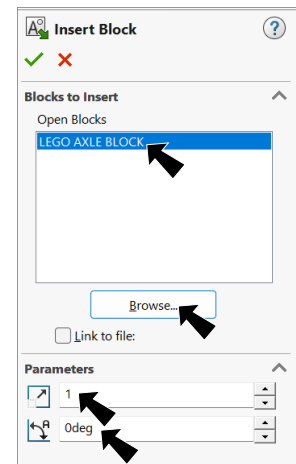 Insert Block
?
Blocks to Insert
Open Blocks
LEGO AXLE BLOCK
Browse...
Link to file:
Parameters
1
0deg